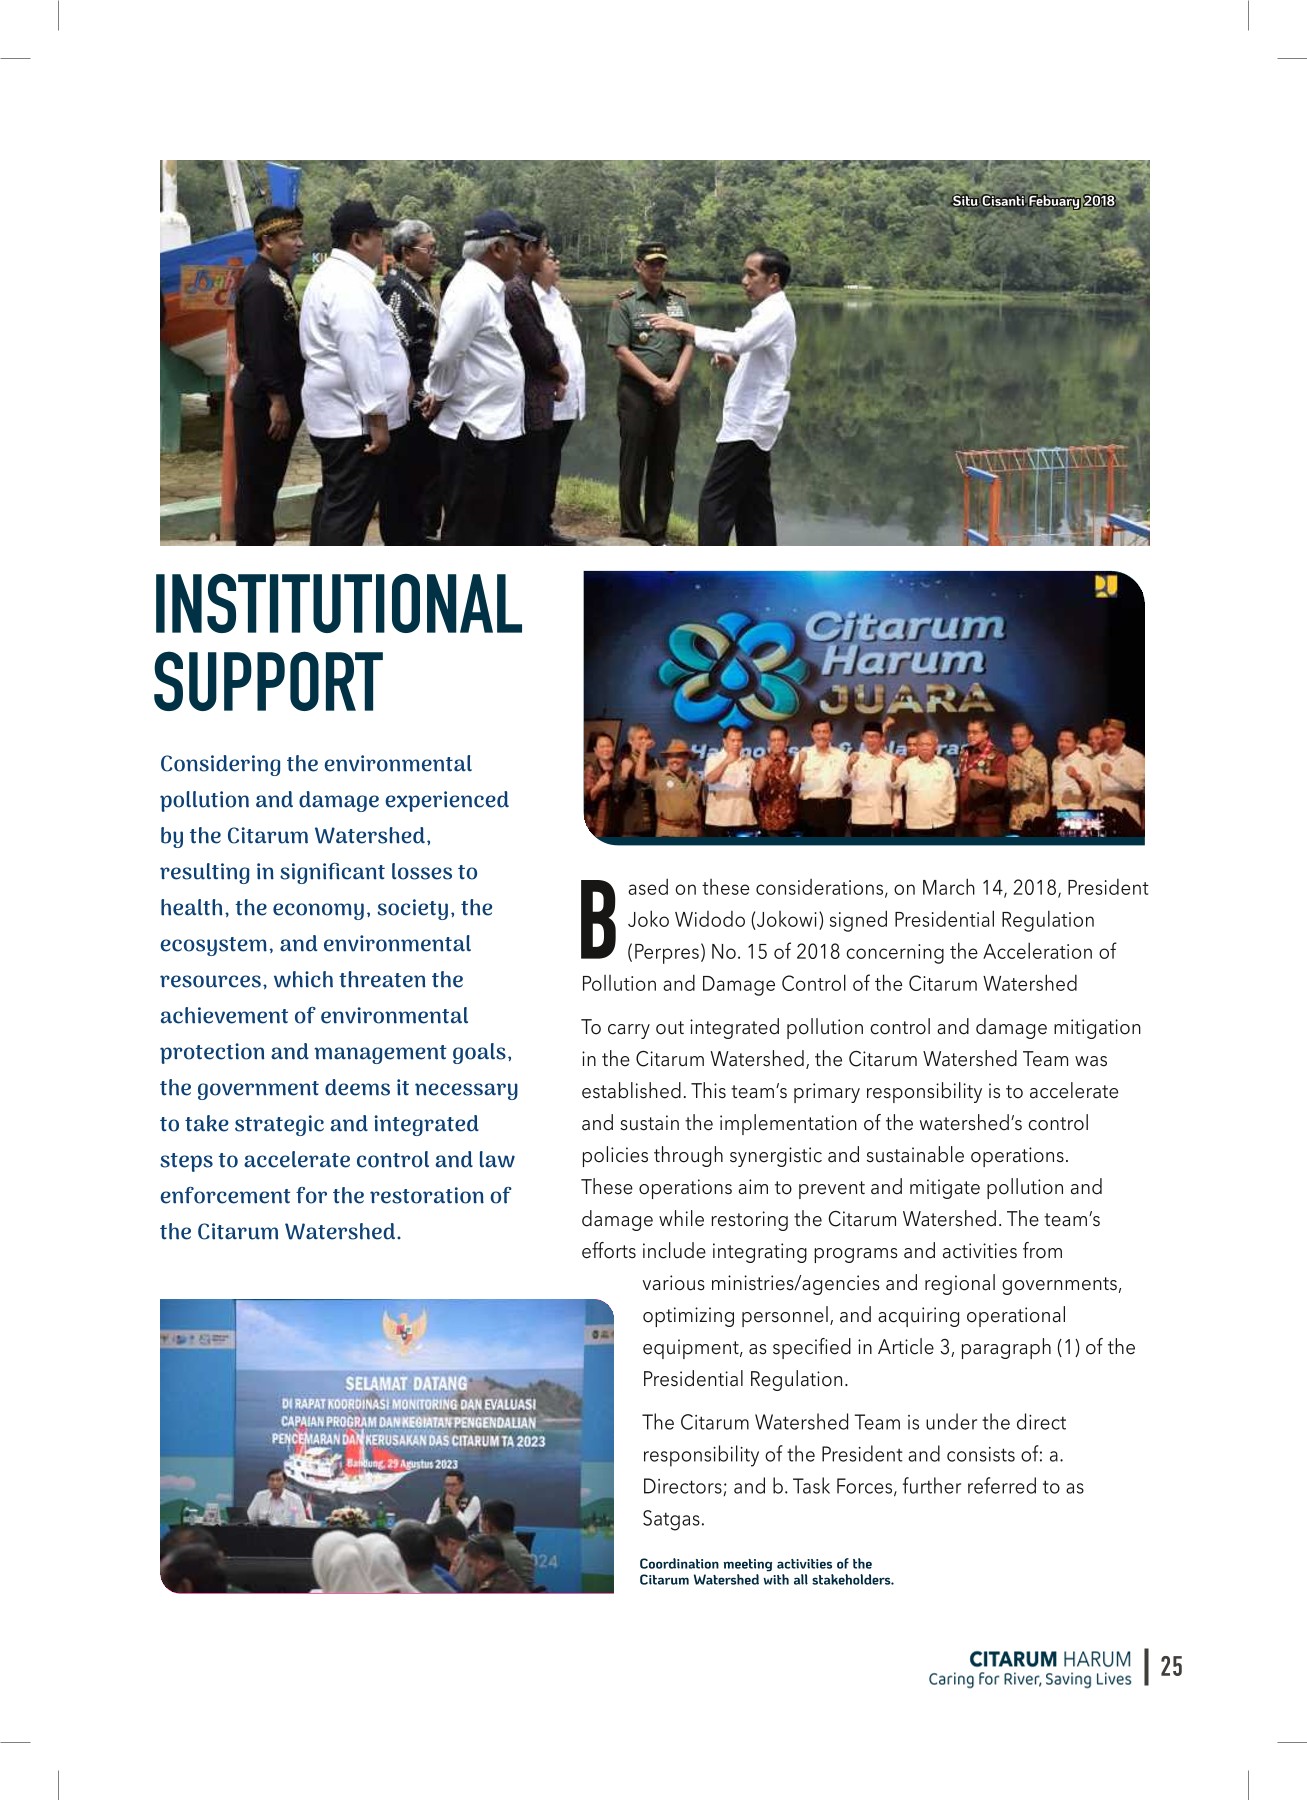 Situ Cisanti Febuary 2018
INSTITUTIONAL
SUPPORT
Considering the environmental
pollution and damage experienced
by the Citarum Watershed,
resulting in significant losses to
health, the economy, society, the
ecosystem, and environmental
resources, which threaten the
achievement of environmental
protection and management goals,
the government deems it necessary
to take strategic and integrated
steps to accelerate control and law
enforcement for the restoration of
the Citarum Watershed.
Citarum
Harum
JUARA
Based on these considerations, on March 14, 2018, President
Joko Widodo (Jokowi) signed Presidential Regulation
(Perpres) No. 15 of 2018 concerning the Acceleration of
Pollution and Damage Control of the Citarum Watershed
To carry out integrated pollution control and damage mitigation
in the Citarum Watershed, the Citarum Watershed Team was
established. This team's primary responsibility is to accelerate
and sustain the implementation of the watershed's control
policies through synergistic and sustainable operations.
These operations aim to prevent and mitigate pollution and
damage while restoring the Citarum Watershed. The team's
efforts include integrating programs and activities from
various ministries/agencies and regional governments,
optimizing personnel, and acquiring operational
equipment, as specified in Article 3, paragraph (1) of the
Presidential Regulation.
The Citarum Watershed Team is under the direct
responsibility of the President and consists of: a.
Directors; and b. Task Forces, further referred to as
Satgas.
SELAMAT DATANG
DI RAPAT KOORDINASI MONITORING DAN EVALUASI
CAPAIAN PROGRAM DAN KEGIATAN PENGENDALIAN
PENCEMARAN DAN KERUSAKAN DAS CITARUM TA 2023
Bandung, 29 Agustus 2023
Coordination meeting activities of the
Citarum Watershed with all stakeholders.
CITARUM HARUM
Caring for River, Saving Lives
25